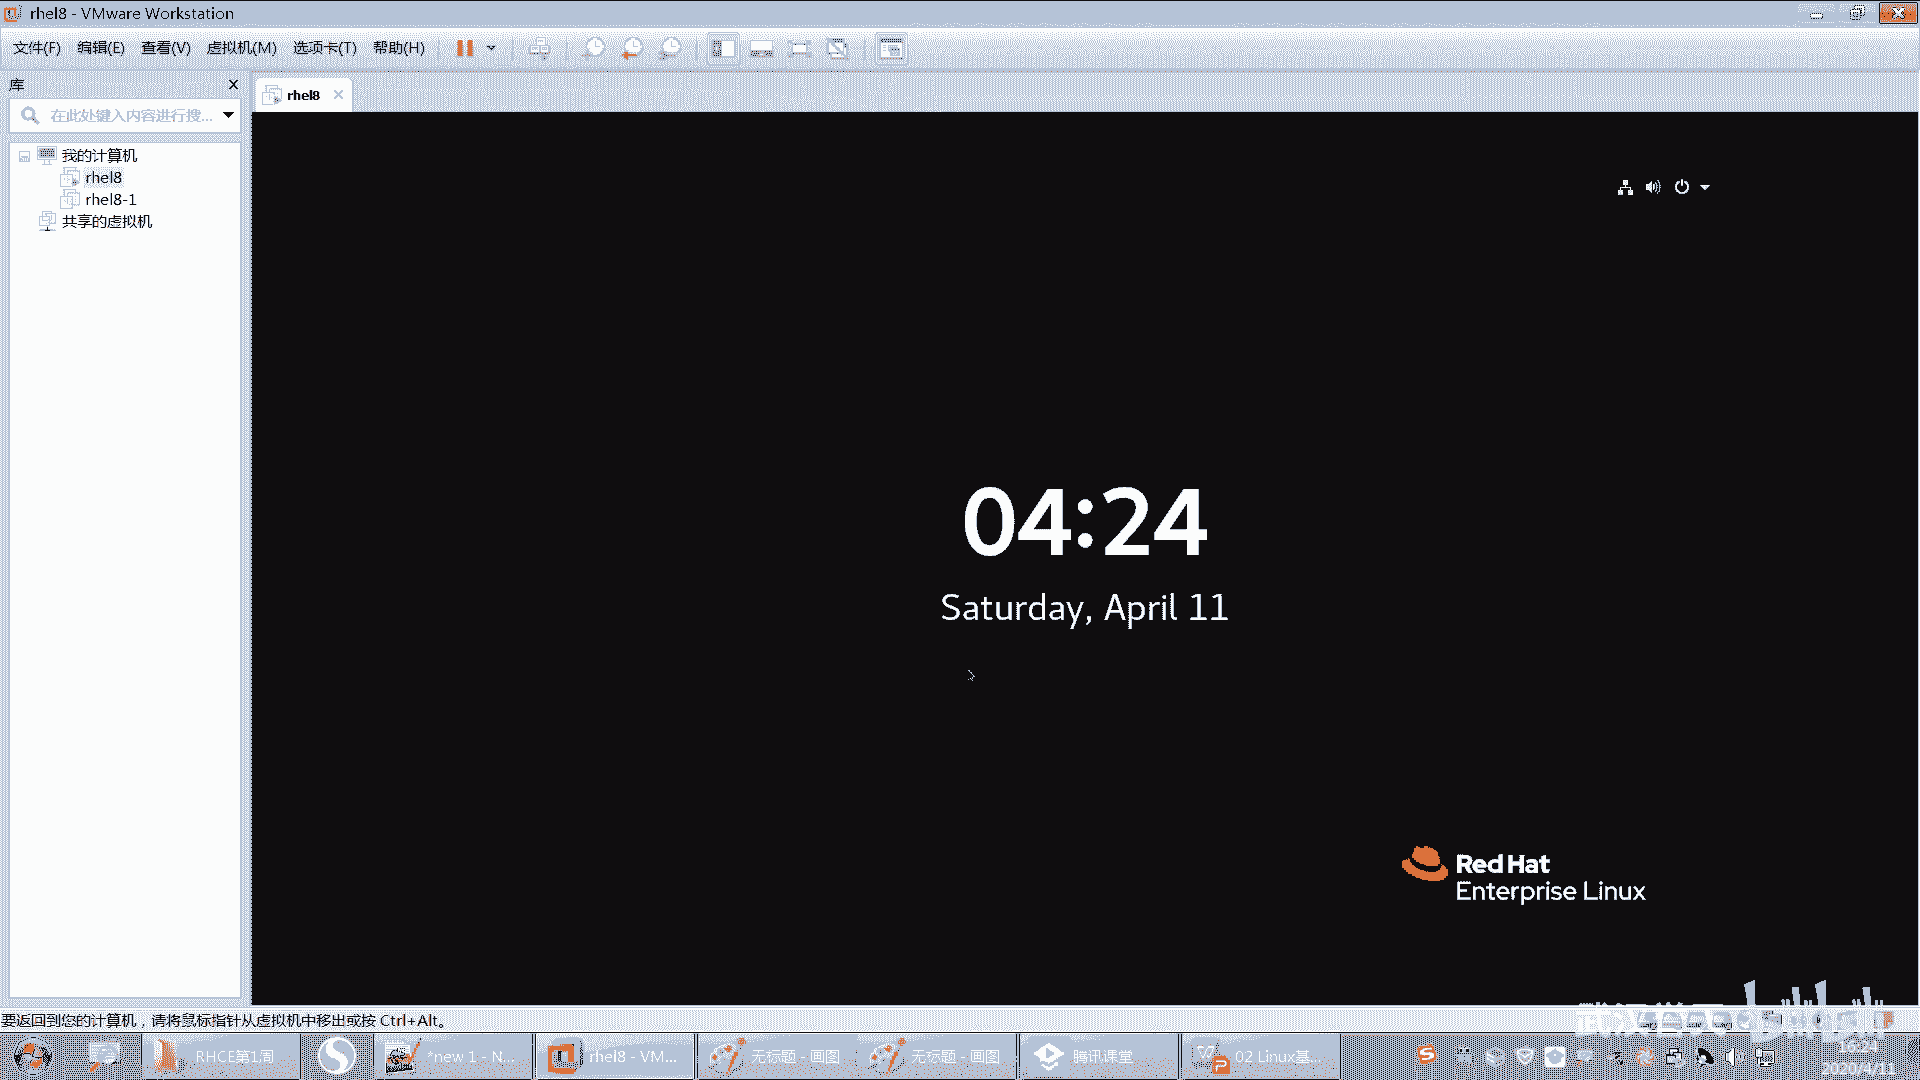 rhel8 - VMware Workstation
文件(F) 编辑(E) 查看(V) 虚拟机(M) 选项卡(T) 帮助(H)
库
在此处键入内容进行搜...
rhel8
我的计算机
rhel8
rhel8-1
共享的虚拟机
04:24
Saturday, April 11
Red Hat
Enterprise Linux
要返回到您的计算机，请将鼠标指针从虚拟机中移出或按 Ctrl+Alt。
RHCE第1周 *new 1 - N... rhel8 - VM... 无标题 - 画图 无标题 - 画图 腾讯课堂 02 Linux基...
16:24
2020/4/11